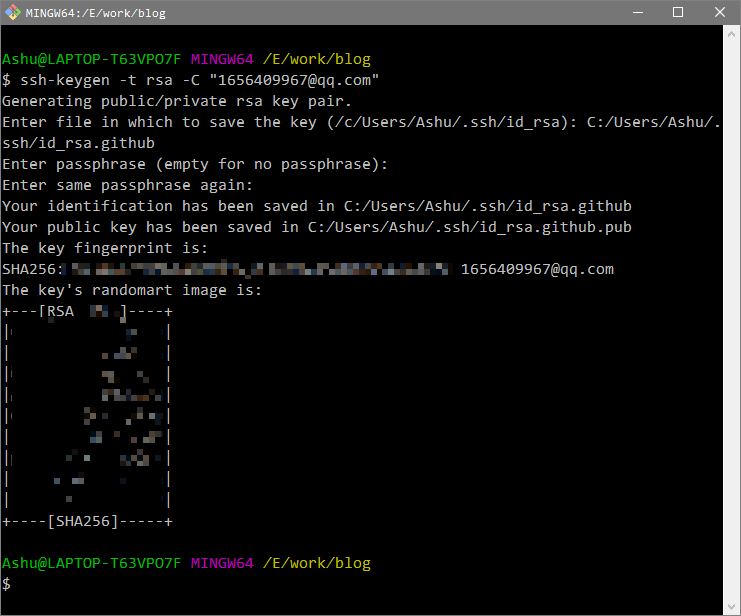 MINGW64:/E/work/blog
Ashu@LAPTOP-T63VPO7F MINGW64 /E/work/blog
$ ssh-keygen -t rsa -C "1656409967@qq.com"
Generating public/private rsa key pair.
Enter file in which to save the key (/c/Users/Ashu/.ssh/id_rsa): C:/Users/Ashu/.
ssh/id_rsa.github
Enter passphrase (empty for no passphrase):
Enter same passphrase again:
Your identification has been saved in C:/Users/Ashu/.ssh/id_rsa.github
Your public key has been saved in C:/Users/Ashu/.ssh/id_rsa.github.pub
The key fingerprint is:
SHA256: 1656409967@qq.com
The key's randomart image is:
+---[RSA ]----+
| |
| |
| |
| |
| |
| |
| |
| |
| |
+----[SHA256]-----+
Ashu@LAPTOP-T63VPO7F MINGW64 /E/work/blog
$